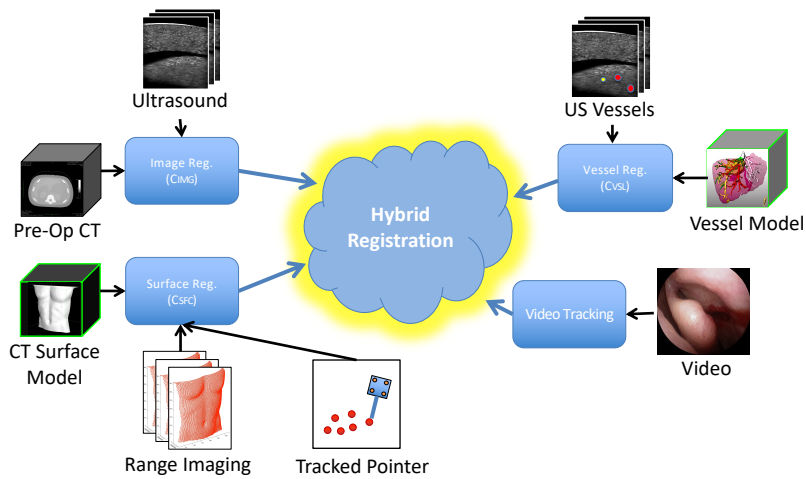 Ultrasound
US Vessels
Image Reg.
(CIMG)
Vessel Reg.
(CVSL)
Pre-Op CT
Hybrid
Registration
Vessel Model
Surface Reg.
(CSFC)
Video Tracking
CT Surface
Model
Video
Range Imaging
Tracked Pointer